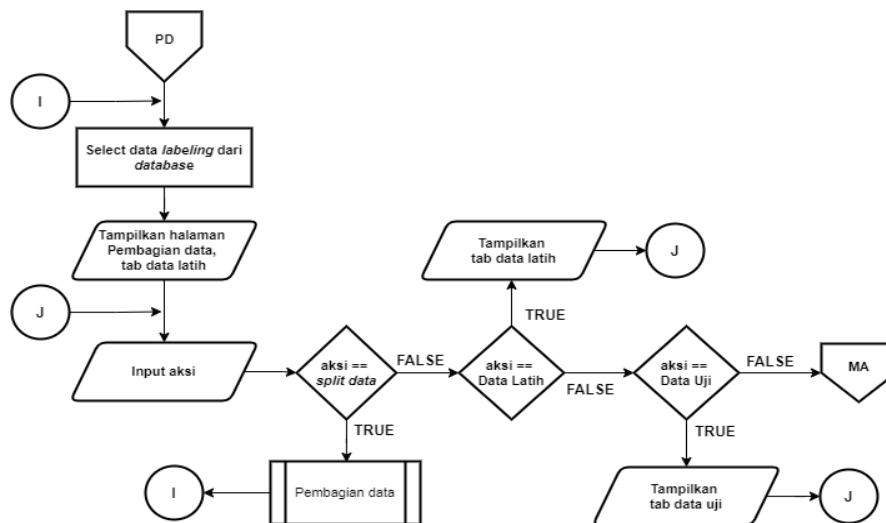 PD
I
Select data labeling dari
database
Tampilkan halaman
Pembagian data,
tab data latih
J
Input aksi
aksi ==
split data
FALSE
TRUE
Pembagian data
I
aksi ==
Data Latih
TRUE
Tampilkan
tab data latih
J
FALSE
aksi ==
Data Uji
FALSE
MA
TRUE
Tampilkan
tab data uji
J